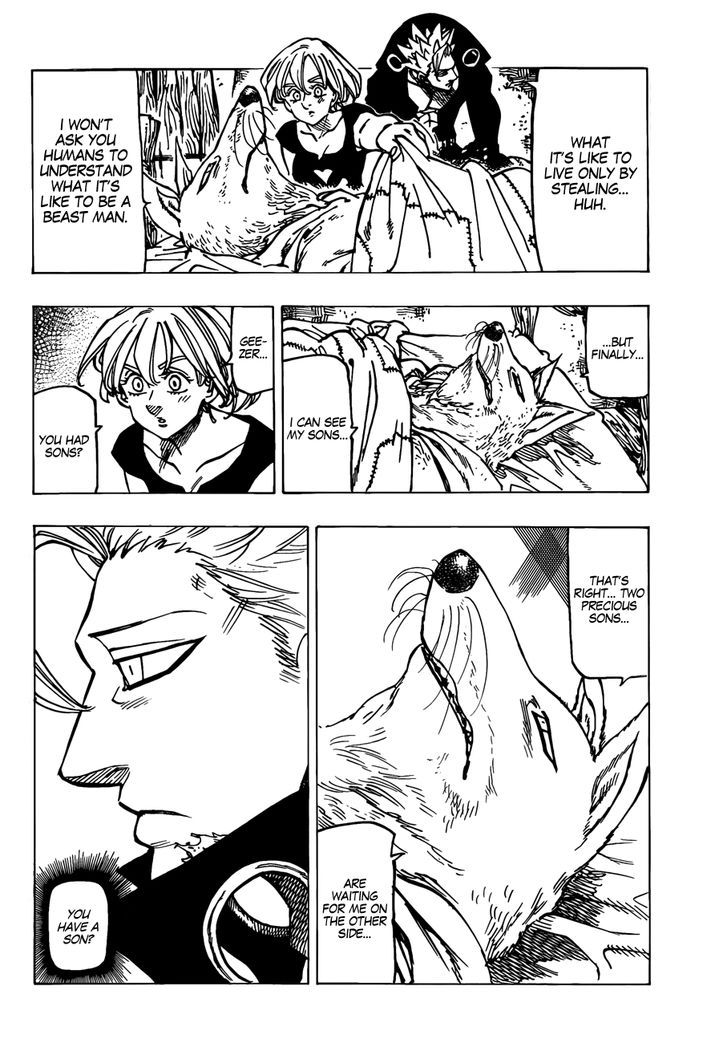 WHAT
IT'S LIKE TO
LIVE ONLY BY
STEALING...
HUH.
I WON'T
ASK YOU
HUMANS TO
UNDERSTAND
WHAT IT'S
LIKE TO BE A
BEAST MAN.
...BUT
FINALLY...
I CAN SEE
MY SONS...
GEE-
ZER...
YOU HAD
SONS?
THAT'S
RIGHT... TWO
PRECIOUS
SONS...
ARE
WAITING
FOR ME ON
THE OTHER
SIDE...
YOU
HAVE A
SON?